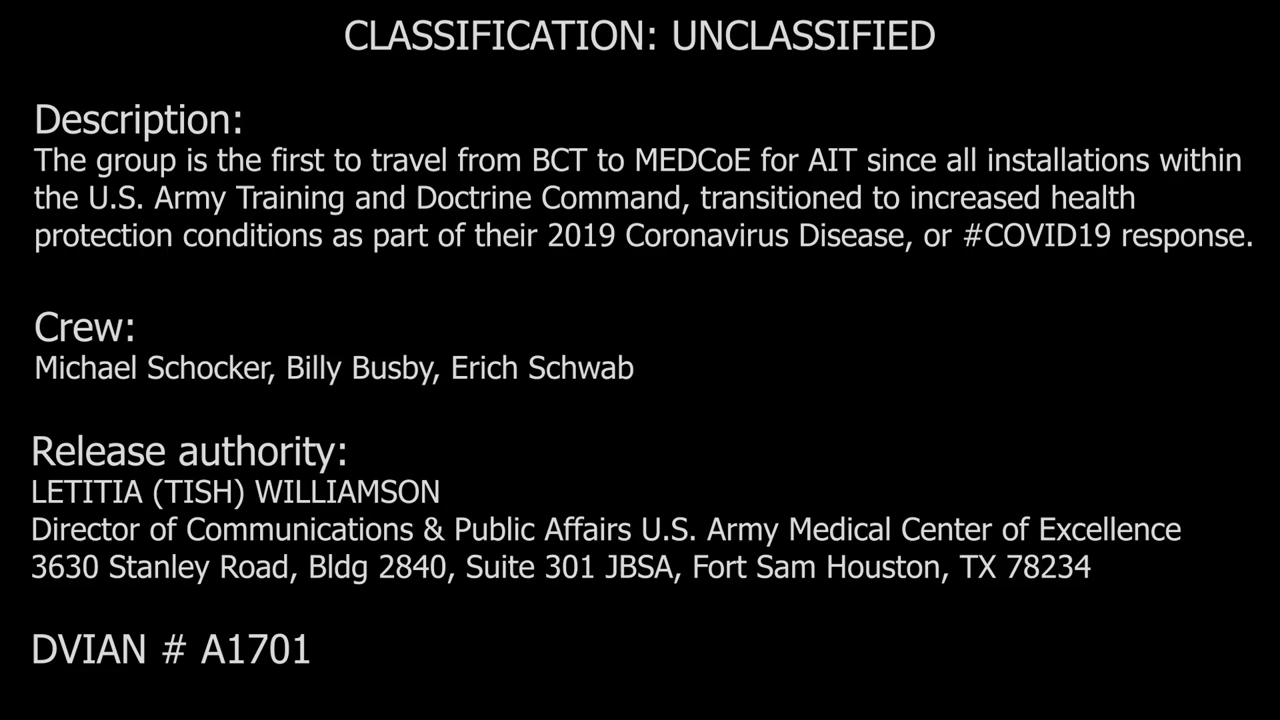 CLASSIFICATION: UNCLASSIFIED
Description:
The group is the first to travel from BCT to MEDCoE for AIT since all installations within
the U.S. Army Training and Doctrine Command, transitioned to increased health
protection conditions as part of their 2019 Coronavirus Disease, or #COVID19 response.
Crew:
Michael Schocker, Billy Busby, Erich Schwab
Release authority:
LETITIA (TISH) WILLIAMSON
Director of Communications & Public Affairs U.S. Army Medical Center of Excellence
3630 Stanley Road, Bldg 2840, Suite 301 JBSA, Fort Sam Houston, TX 78234
DVIAN # A1701